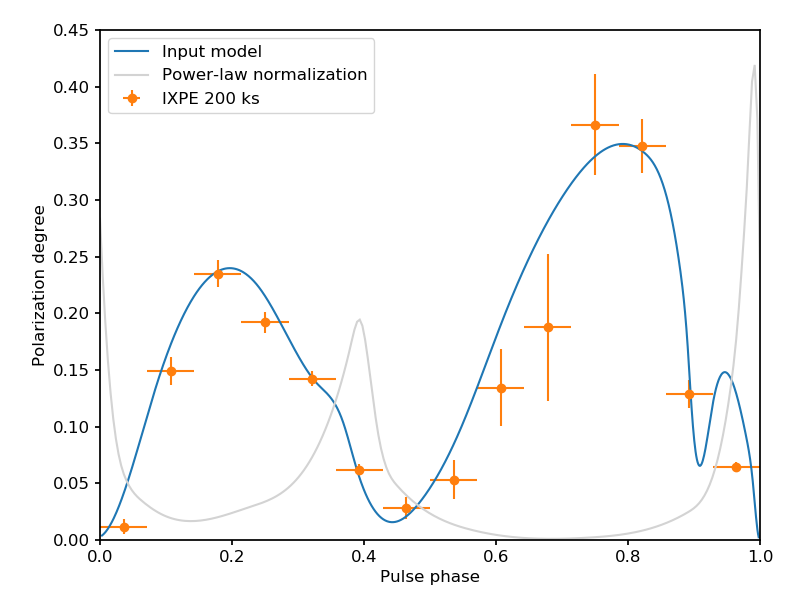 0.45
0.40
0.35
0.30
0.25
0.20
0.15
0.10
0.05
0.00
Polarization degree
Input model
Power-law normalization
IXPE 200 ks
0.0 0.2 0.4 0.6 0.8 1.0
Pulse phase